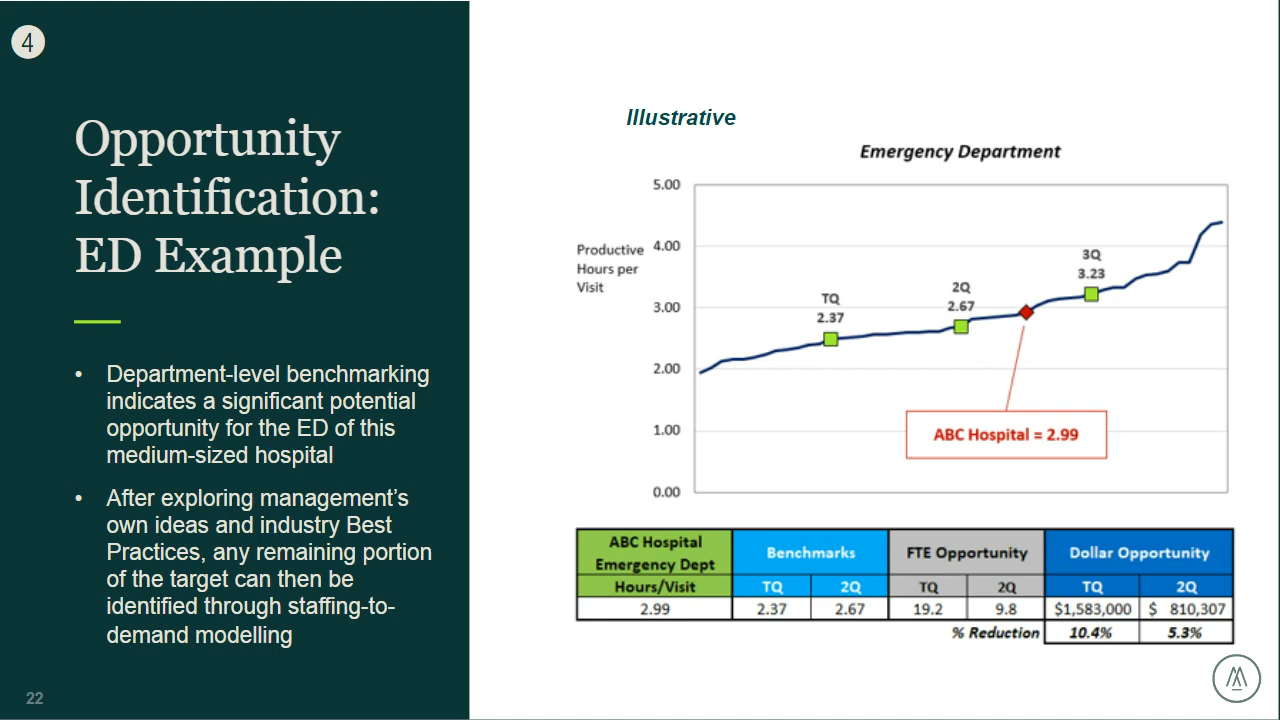 4
Opportunity
Identification:
ED Example
• Department-level benchmarking
indicates a significant potential
opportunity for the ED of this
medium-sized hospital
• After exploring management’s
own ideas and industry Best
Practices, any remaining portion
of the target can then be
identified through staffing-to-
demand modelling
22
Illustrative
Emergency Department
Productive
Hours per
Visit
5.00
4.00
3.00
2.00
1.00
0.00
TQ
2.37
2Q
2.67
3Q
3.23
ABC Hospital = 2.99
ABC Hospital
Emergency Dept
Benchmarks
FTE Opportunity
Dollar Opportunity
Hours/Visit TQ 2Q TQ 2Q TQ 2Q
2.99 2.37 2.67 19.2 9.8 $1,583,000 $ 810,307
% Reduction 10.4% 5.3%